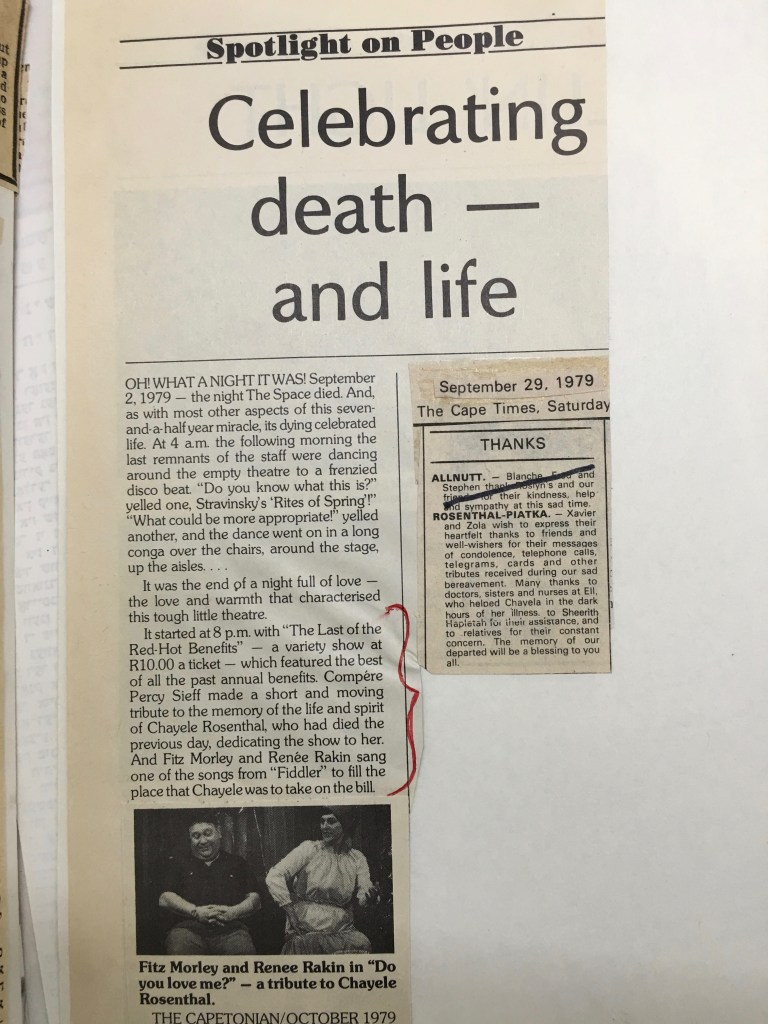 Spotlight on People
Celebrating
death —
and life
OH! WHAT A NIGHT IT WAS! September
2, 1979 — the night The Space died. And,
as with most other aspects of this seven-
and-a-half year miracle, its dying celebrated
life. At 4 a.m. the following morning the
last remnants of the staff were dancing
around the empty theatre to a frenzied
disco beat. “Do you know what this is?”
yelled one, Stravinsky's ‘Rites of Spring’!”
“What could be more appropriate!” yelled
another, and the dance went on in a long
conga over the chairs, around the stage,
up the aisles. . . .
It was the end of a night full of love —
the love and warmth that characterised
this tough little theatre.
It started at 8 p.m. with “The Last of the
Red-Hot Benefits” — a variety show at
R10.00 a ticket — which featured the best
of all the past annual benefits. Compére
Percy Sieff made a short and moving
tribute to the memory of the life and spirit
of Chayele Rosenthal, who had died the
previous day, dedicating the show to her.
And Fitz Morley and Renée Rakin sang
one of the songs from “Fiddler” to fill the
place that Chayele was to take on the bill.
Fitz Morley and Renee Rakin in “Do
you love me?” — a tribute to Chayele
Rosenthal.
THE CAPETONIAN/OCTOBER 1979
September 29, 1979
The Cape Times, Saturday
THANKS
ALLNUTT. — Blanche, and
Stephen thank and our
for their kindness, help
and sympathy at this sad time.
ROSENTHAL-PIATKA. — Xavier
and Zola wish to express their
heartfelt thanks to friends and
well-wishers for their messages
of condolence, telephone calls,
telegrams, cards and other
tributes received during our sad
bereavement. Many thanks to
doctors, sisters and nurses at Ell,
who helped Chavela in the dark
hours of her illness. to Sheerith
Hapletah for their assistance, and
to relatives for their constant
concern. The memory of our
departed will be a blessing to you
all.